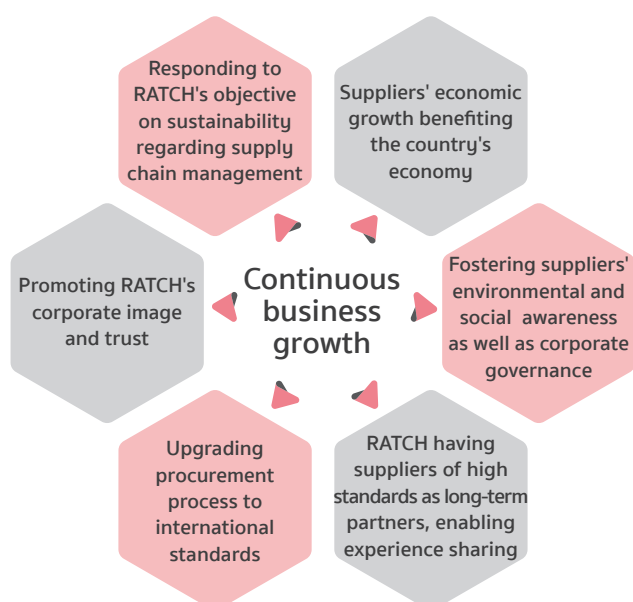 Responding to
RATCH's objective
on sustainability
regarding supply
chain management
Suppliers' economic
growth benefiting
the country's
economy
Promoting RATCH's
corporate image
and trust
Continuous
business
growth
Fostering suppliers'
environmental and
social awareness
as well as corporate
governance
Upgrading
procurement
process to
international
standards
RATCH having
suppliers of high
standards as long-term
partners, enabling
experience sharing